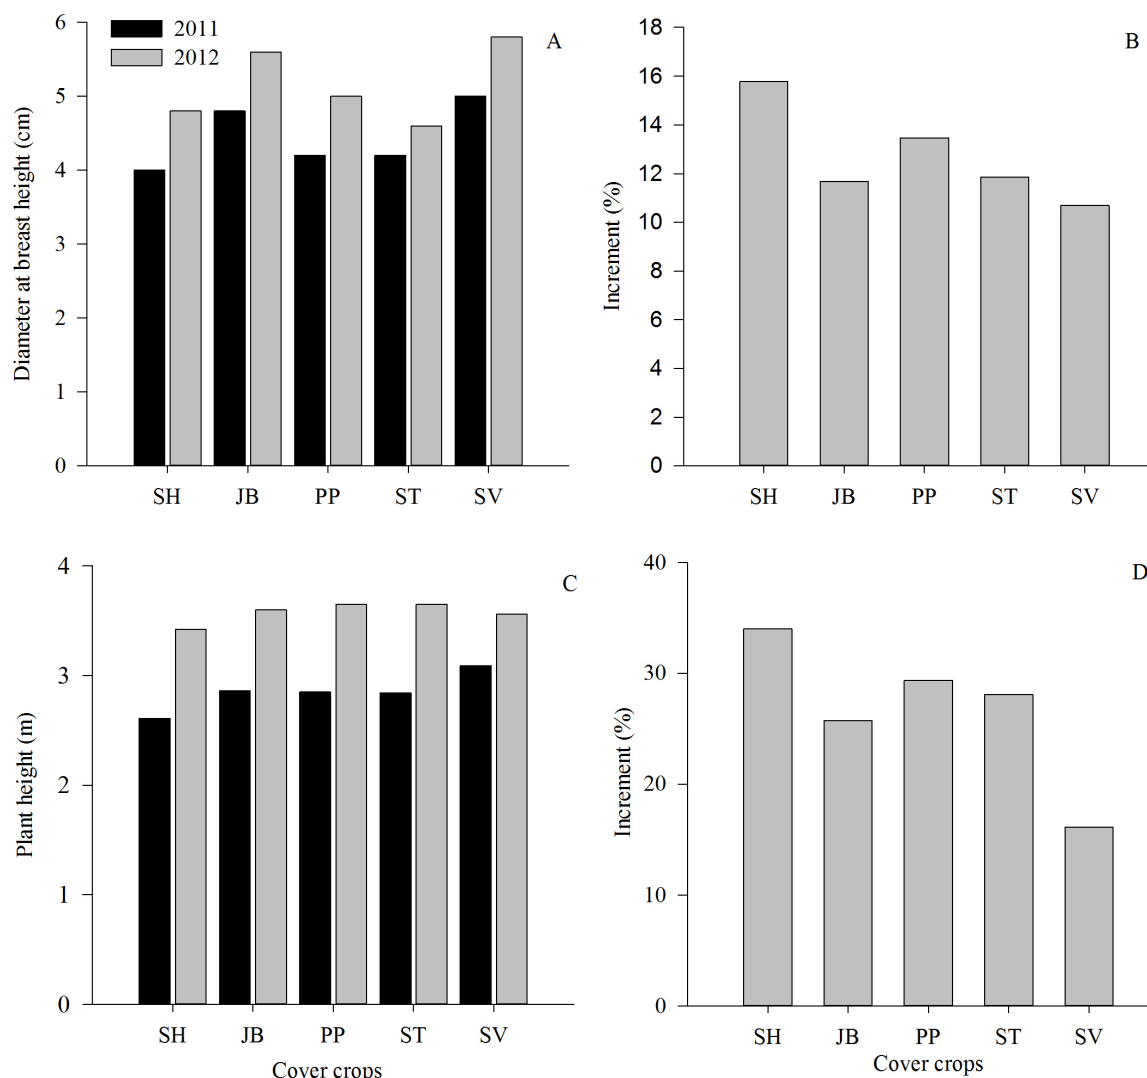 2011
2012
A
6
5
4
3
2
1
0
Diameter at breast height (cm)
SH JB PP ST SV
B
18
16
14
12
10
8
6
4
2
0
Increment (%)
SH JB PP ST SV
C
4
3
2
1
0
Plant height (m)
SH JB PP ST SV
Cover crops
D
40
30
20
10
0
Increment (%)
SH JB PP ST SV
Cover crops